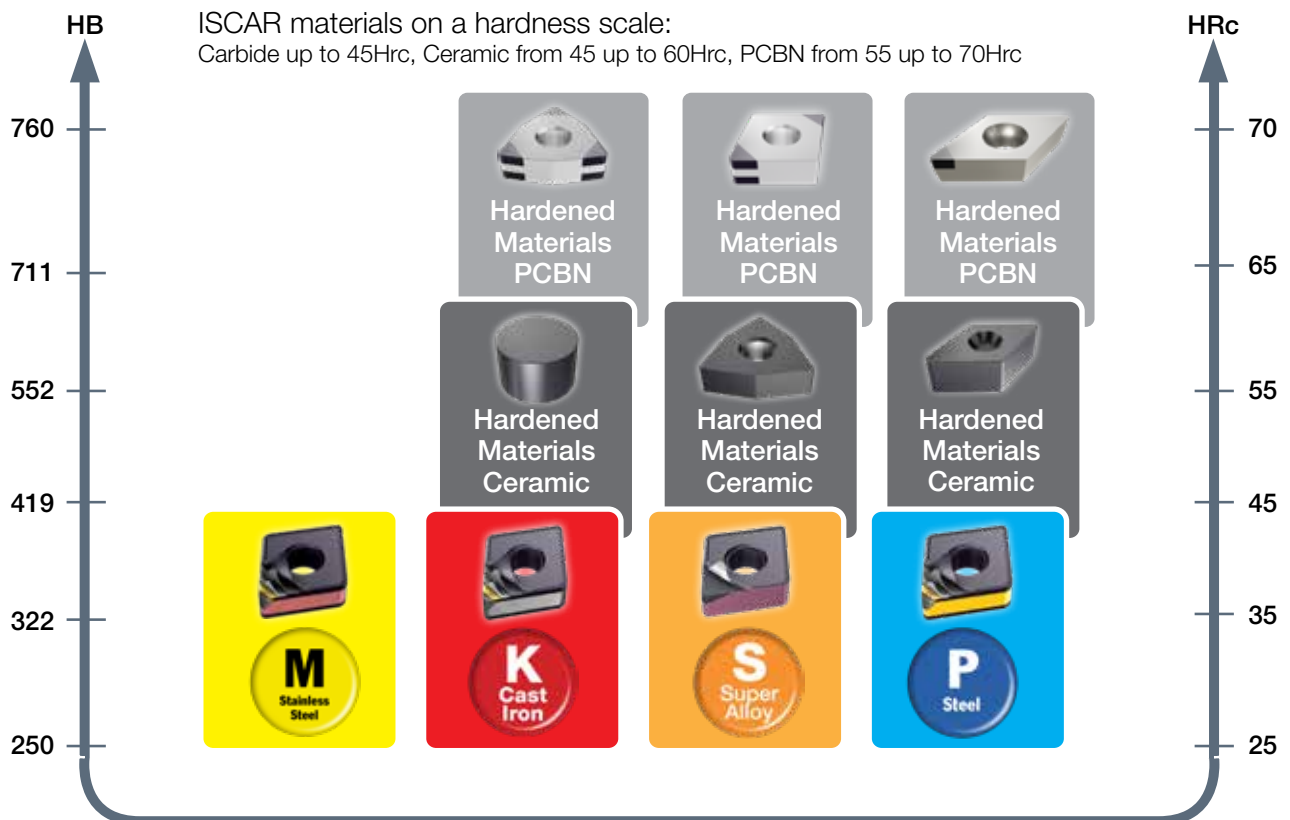 HB
ISCAR materials on a hardness scale:
HRc
Carbide up to 45Hrc, Ceramic from 45 up to 60Hrc, PCBN from 55 up to 70Hrc
760
70
Hardened
Materials
PCBN
Hardened
Materials
PCBN
Hardened
Materials
PCBN
711
65
552
55
Hardened
Materials
Ceramic
Hardened
Materials
Ceramic
Hardened
Materials
Ceramic
419
45
322
35
M
Stainless
Steel
K
Cast
Iron
S
Super
Alloy
P
Steel
250
25